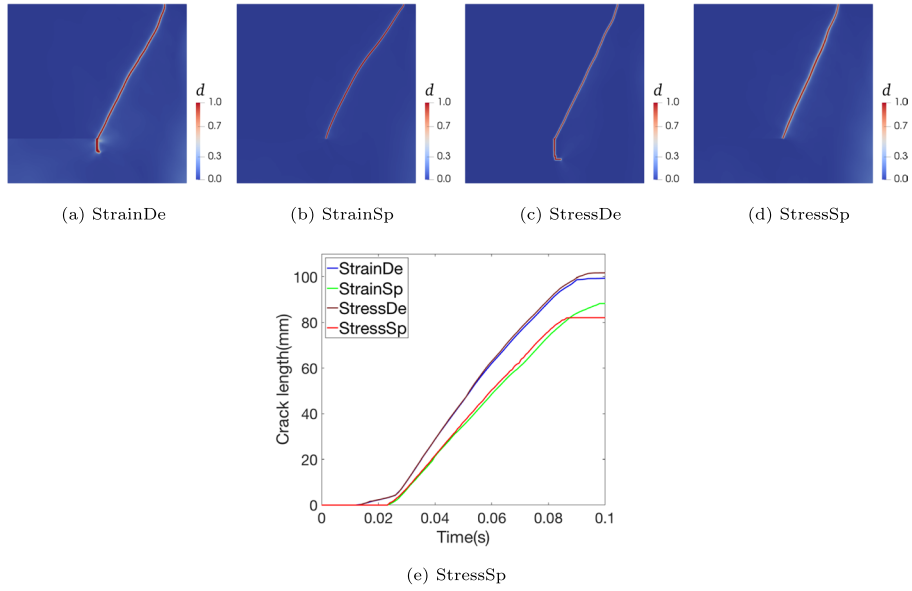 d
1.0
0.7
0.3
0.0
d
1.0
0.7
0.3
0.0
d
1.0
0.7
0.3
0.0
d
1.0
0.7
0.3
0.0
(a) StrainDe
(b) StrainSp
(c) StressDe
(d) StressSp
StrainDe
StrainSp
StressDe
StressSp
Crack length(mm)
100
80
60
40
20
0
0 0.02 0.04 0.06 0.08 0.1
Time(s)
(e) StressSp